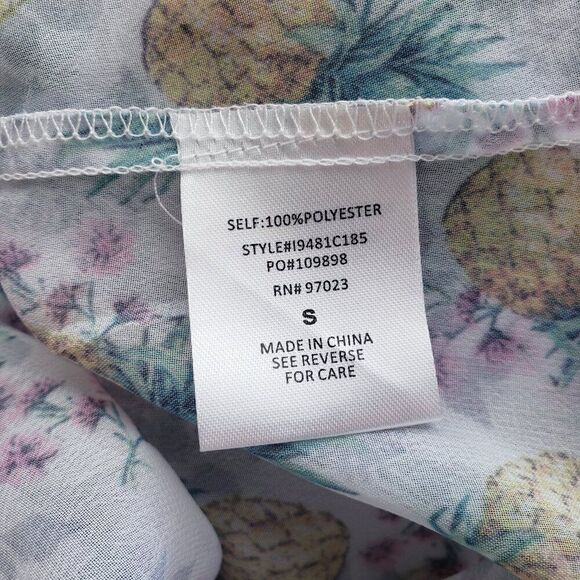 SELF:100%POLYESTER
STYLE#I9481C185
PO#109898
RN# 97023
S
MADE IN CHINA
SEE REVERSE
FOR CARE